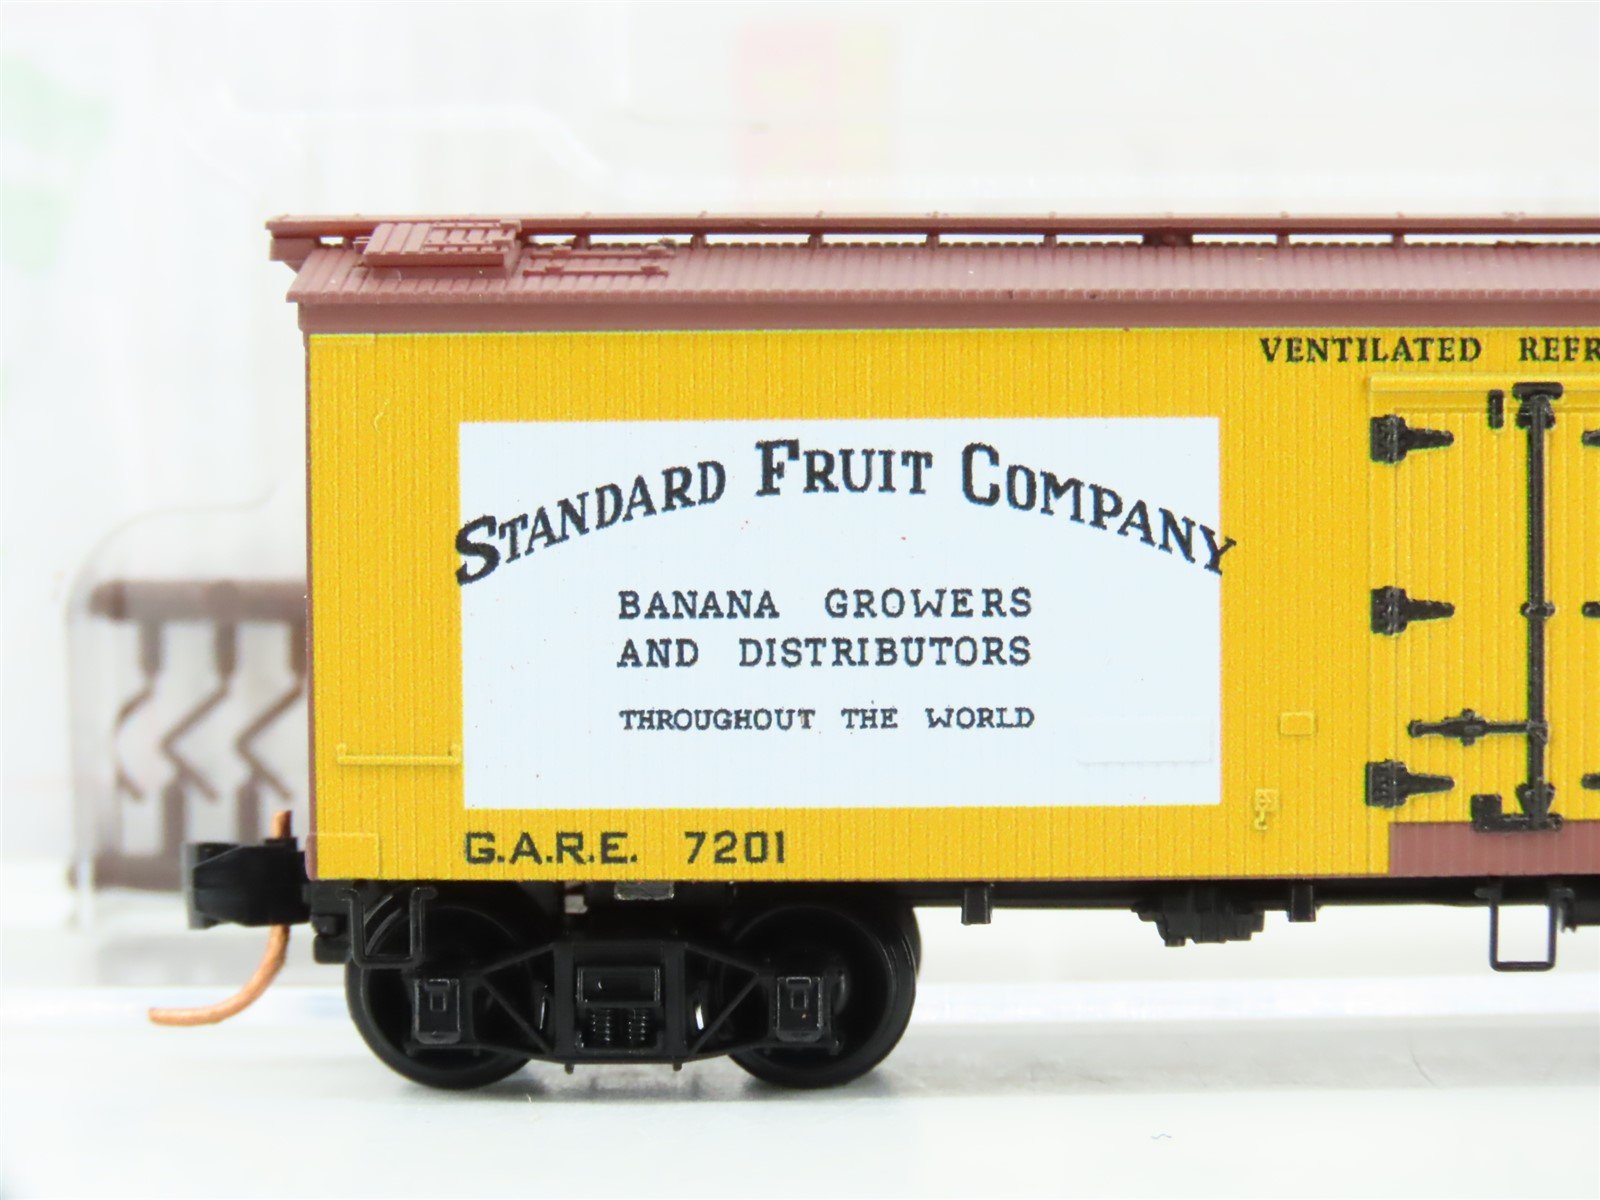 VENTILATED REFR
STANDARD FRUIT COMPANY
BANANA GROWERS
AND DISTRIBUTORS
THROUGHOUT THE WORLD
G.A.R.E. 7201